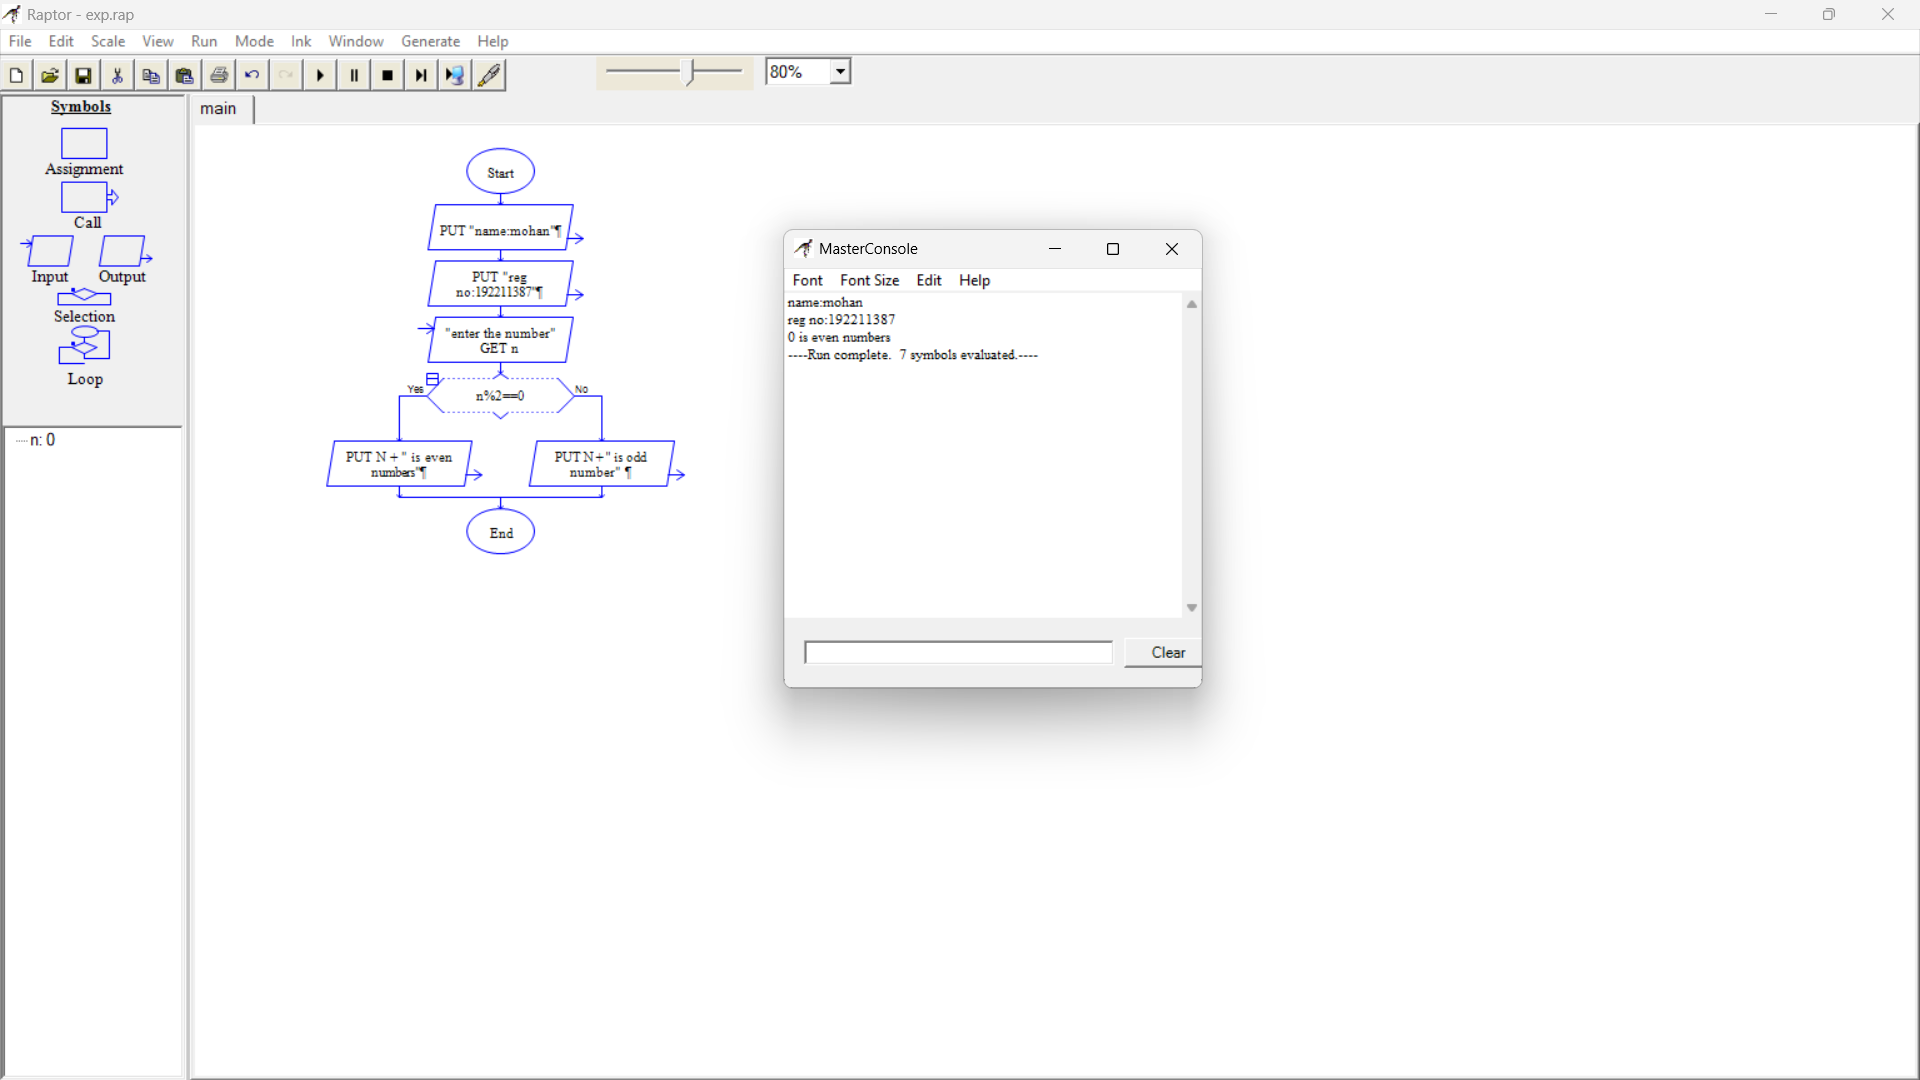 Raptor - exp.rap
File Edit Scale View Run Mode Ink Window Generate Help
80%
Symbols
Assignment
Call
Input Output
Selection
Loop
n: 0
main
Start
PUT "name:mohan"¶
PUT "reg
no:192211387"¶
"enter the number"
GET n
Yes
n%2==0
No
PUT N + " is even
numbers"¶
PUT N+" is odd
number" ¶
End
MasterConsole
Font Font Size Edit Help
name:mohan
reg no:192211387
0 is even numbers
----Run complete.  7 symbols evaluated.----
Clear